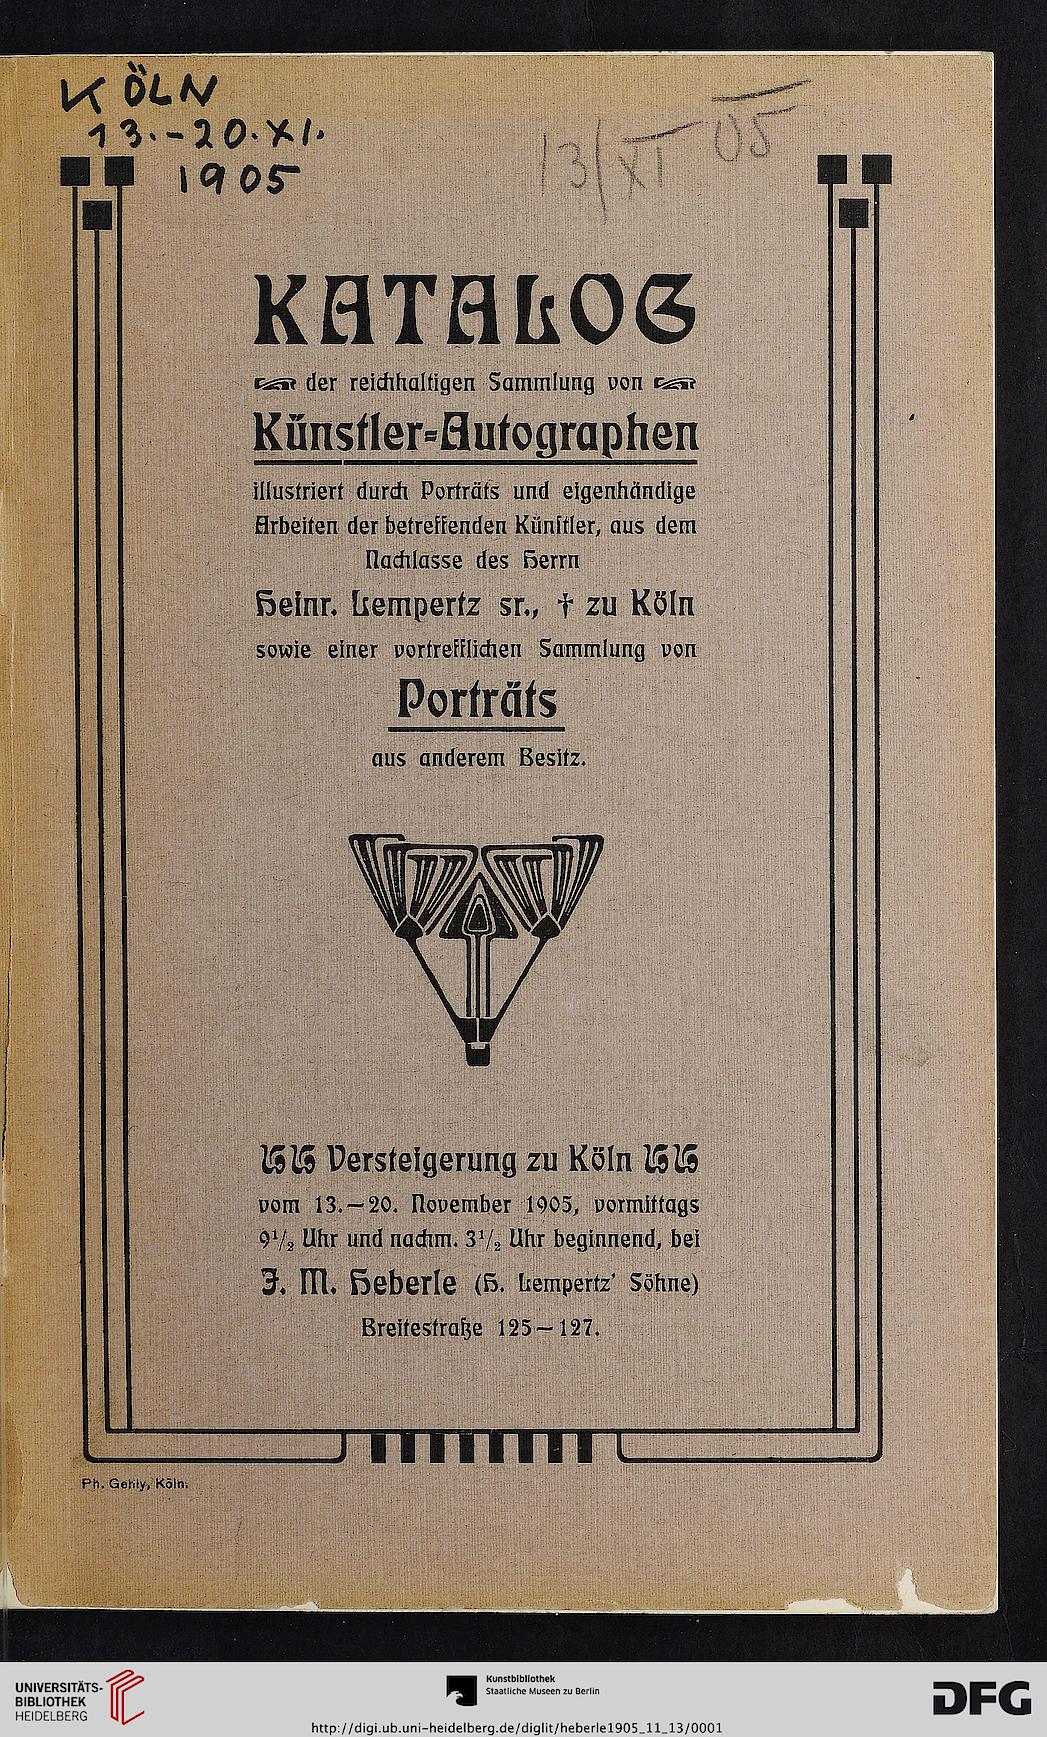 KÖLN
13.-20.XI.
1905
13/XI 05
KATALOG
der reichhaltigen Sammlung von
Künstler-Autographen
illustriert durch Porträts und eigenhändige
Arbeiten der betreffenden Künstler, aus dem
Nachlasse des Herrn
Heinr. Lempertz sr., † zu Köln
sowie einer vortrefflichen Sammlung von
Porträts
aus anderem Besitz.
Versteigerung zu Köln
vom 13.—20. November 1905, vormittags
9¹/₂ Uhr und nachm. 3¹/₂ Uhr beginnend, bei
J. M. Heberle (H. Lempertz' Söhne)
Breitestraße 125—127.
Ph. Gehly, Köln.
UNIVERSITÄTS-
BIBLIOTHEK
HEIDELBERG
Kunstbibliothek
Staatliche Museen zu Berlin
DFG
http://digi.ub.uni-heidelberg.de/diglit/heberle1905_11_13/0001